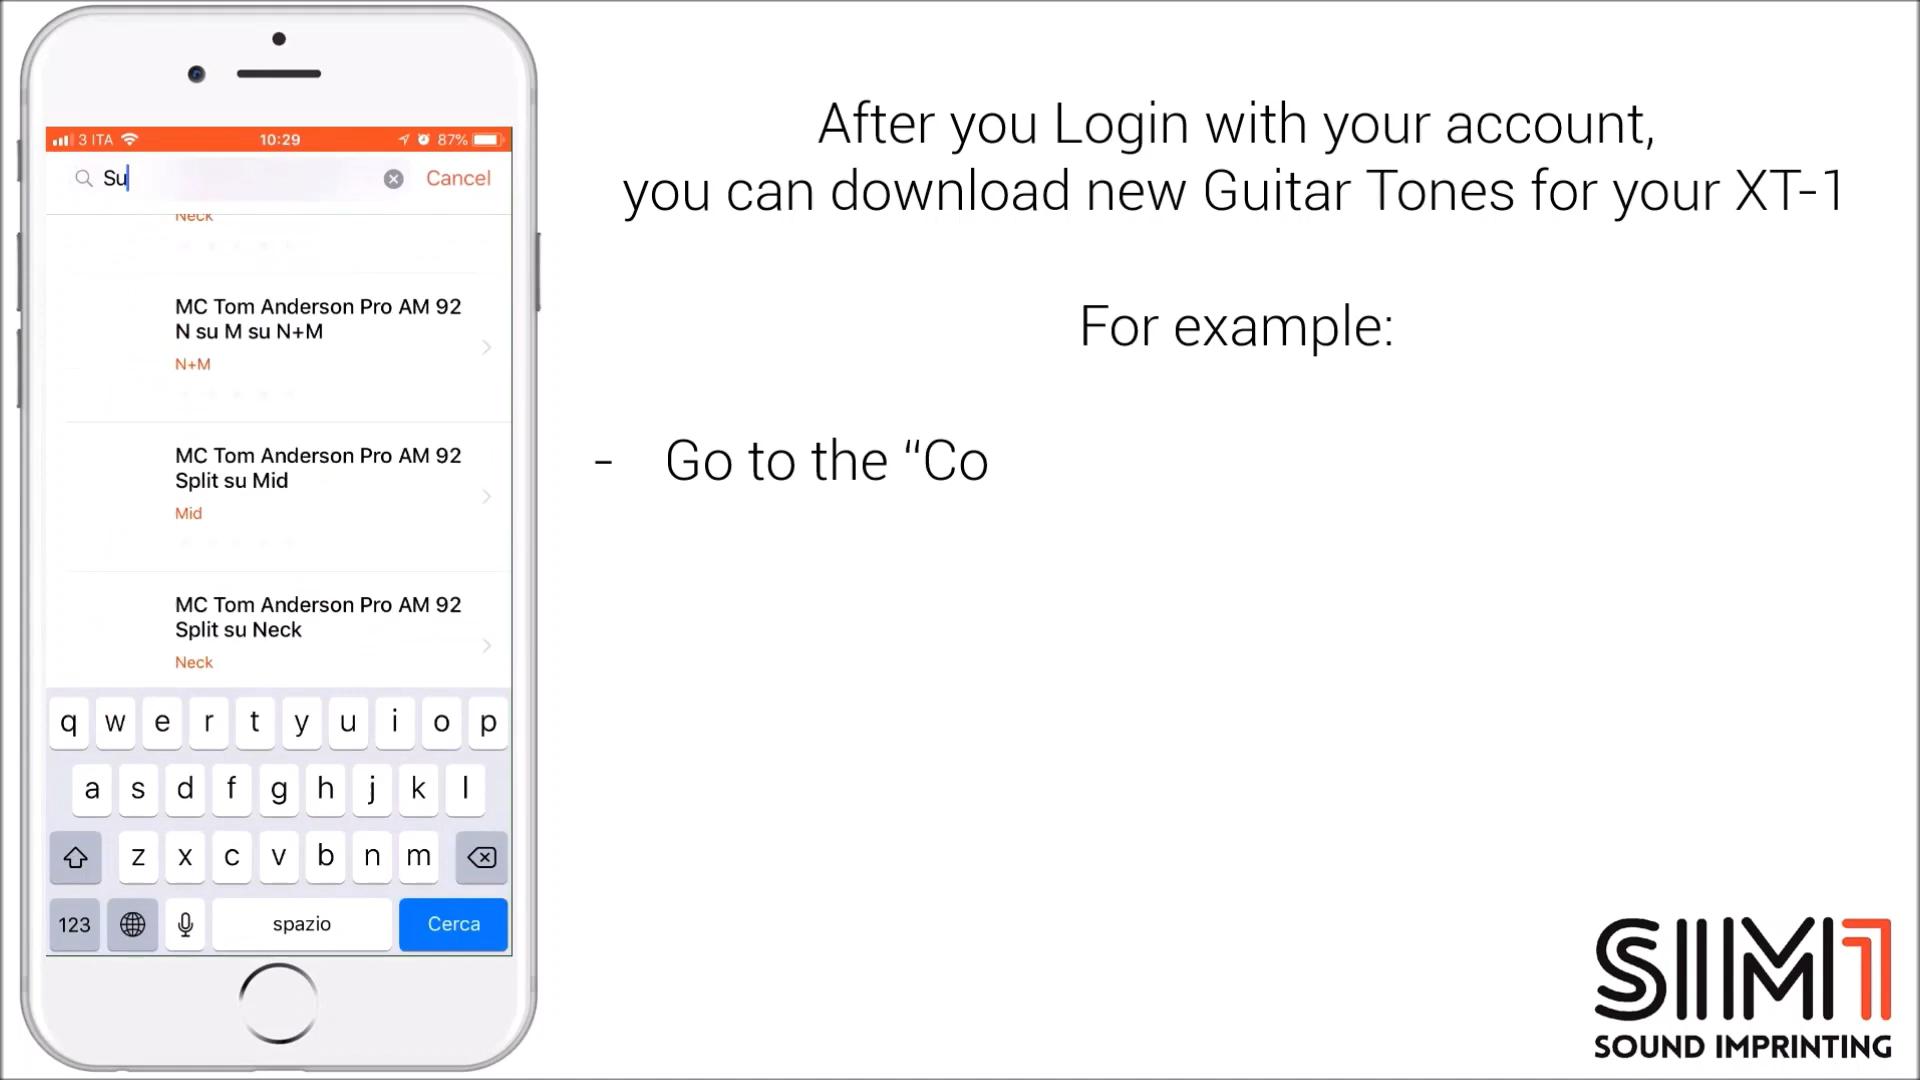 3 ITA 10:29 87%
Su Cancel
Neck
MC Tom Anderson Pro AM 92
N su M su N+M
N+M
MC Tom Anderson Pro AM 92
Split su Mid
Mid
MC Tom Anderson Pro AM 92
Split su Neck
Neck
q w e r t y u i o p
a s d f g h j k l
z x c v b n m
123 spazio Cerca
After you Login with your account,
you can download new Guitar Tones for your XT-1
For example:
- Go to the “Co
SIM1
SOUND IMPRINTING